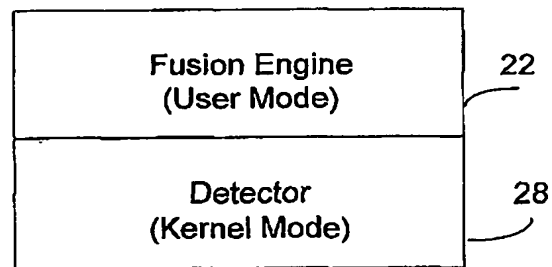 Fusion Engine
(User Mode)
22
Detector
(Kernel Mode)
28